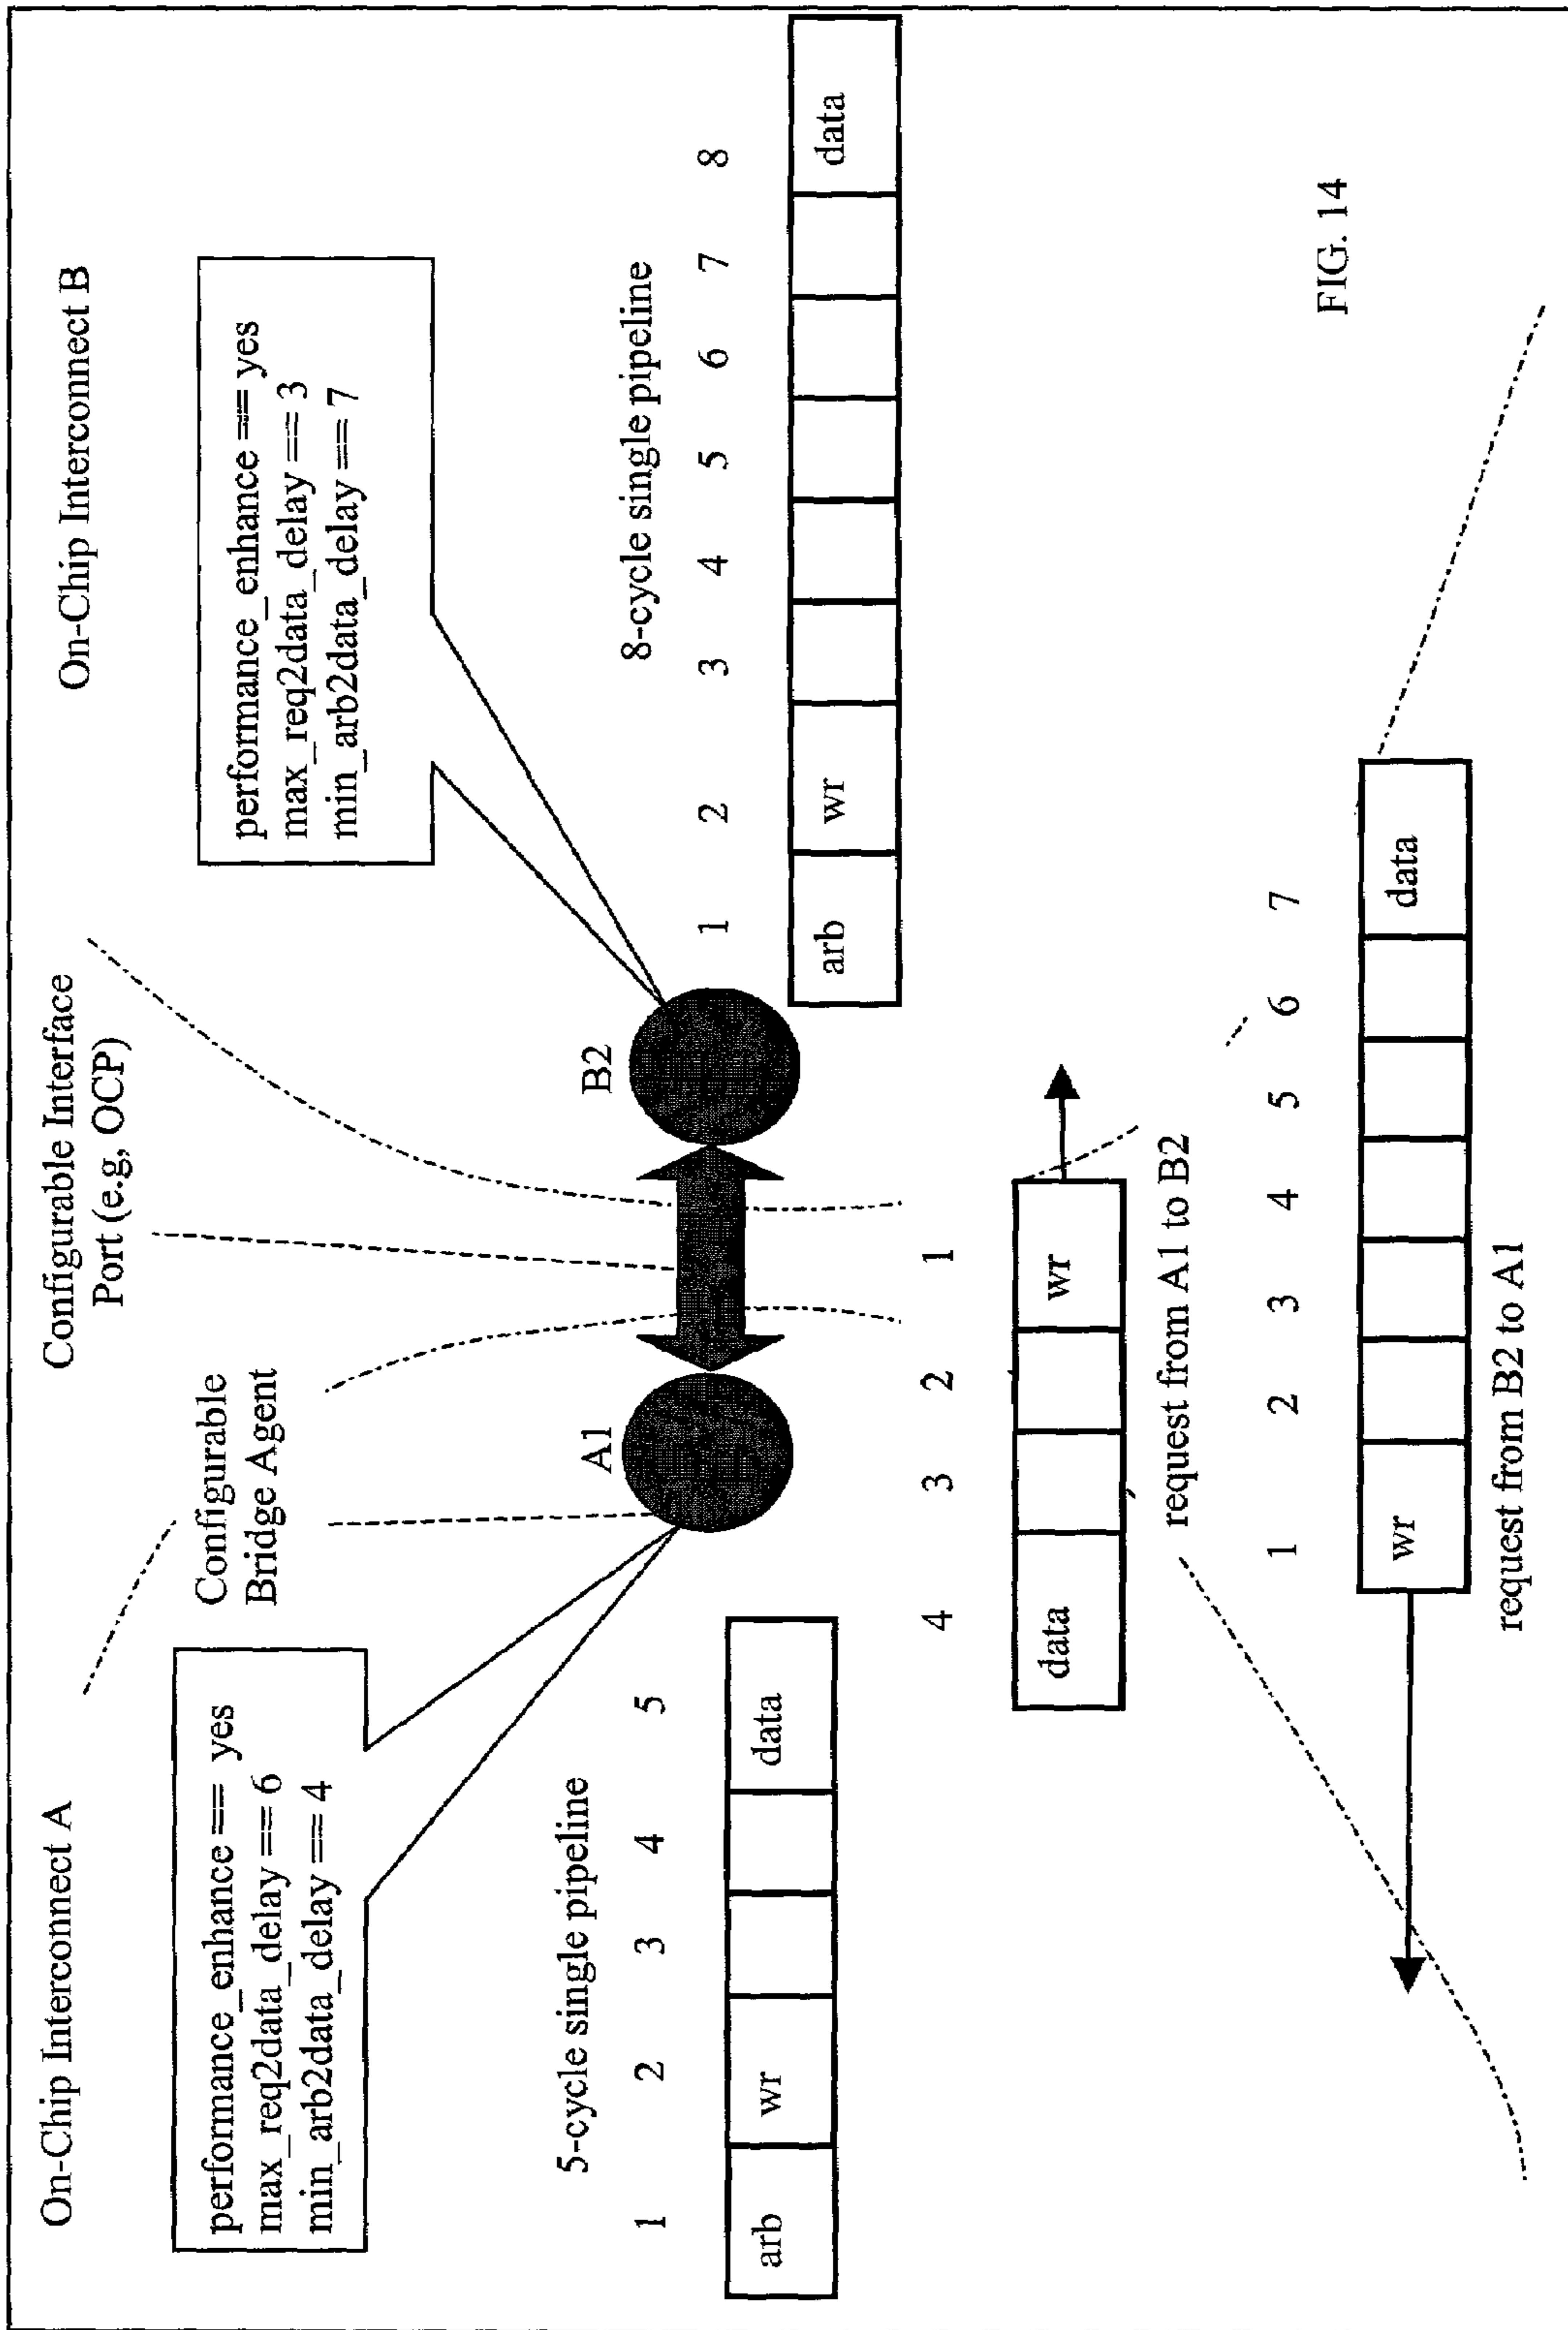 On-Chip Interconnect A
Configurable Interface
Port (e.g, OCP)
On-Chip Interconnect B
performance_enhance == yes
max_req2data_delay == 6
min_arb2data_delay == 4
Configurable
Bridge Agent
performance_enhance == yes
max_req2data_delay == 3
min_arb2data_delay == 7
5-cycle single pipeline
1 2 3 4 5
arb wr data
A1
B2
8-cycle single pipeline
1 2 3 4 5 6 7 8
arb wr data
4 3 2 1
data wr
request from A1 to B2
1 2 3 4 5 6 7
wr data
request from B2 to A1
FIG. 14